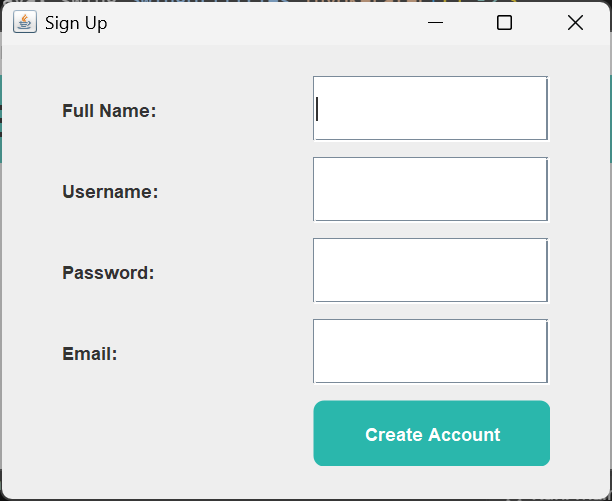 Sign Up
Full Name:
Username:
Password:
Email:
Create Account